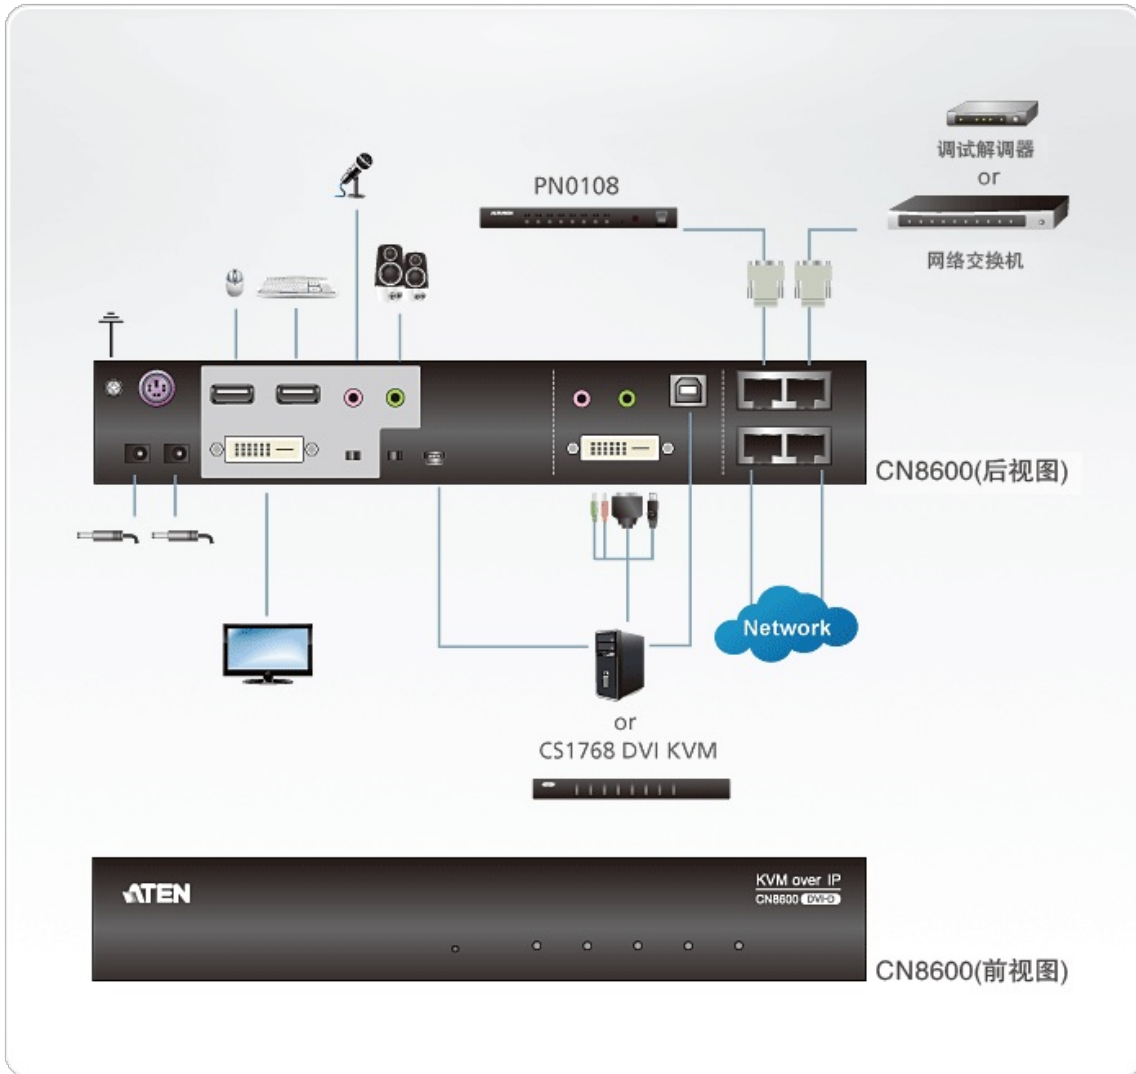 调试解调器
or
网络交换机
PN0108
CN8600(后视图)
Network
or
CS1768 DVI KVM
ATEN
KVM over IP
CN8600 DVI-D
CN8600(前视图)